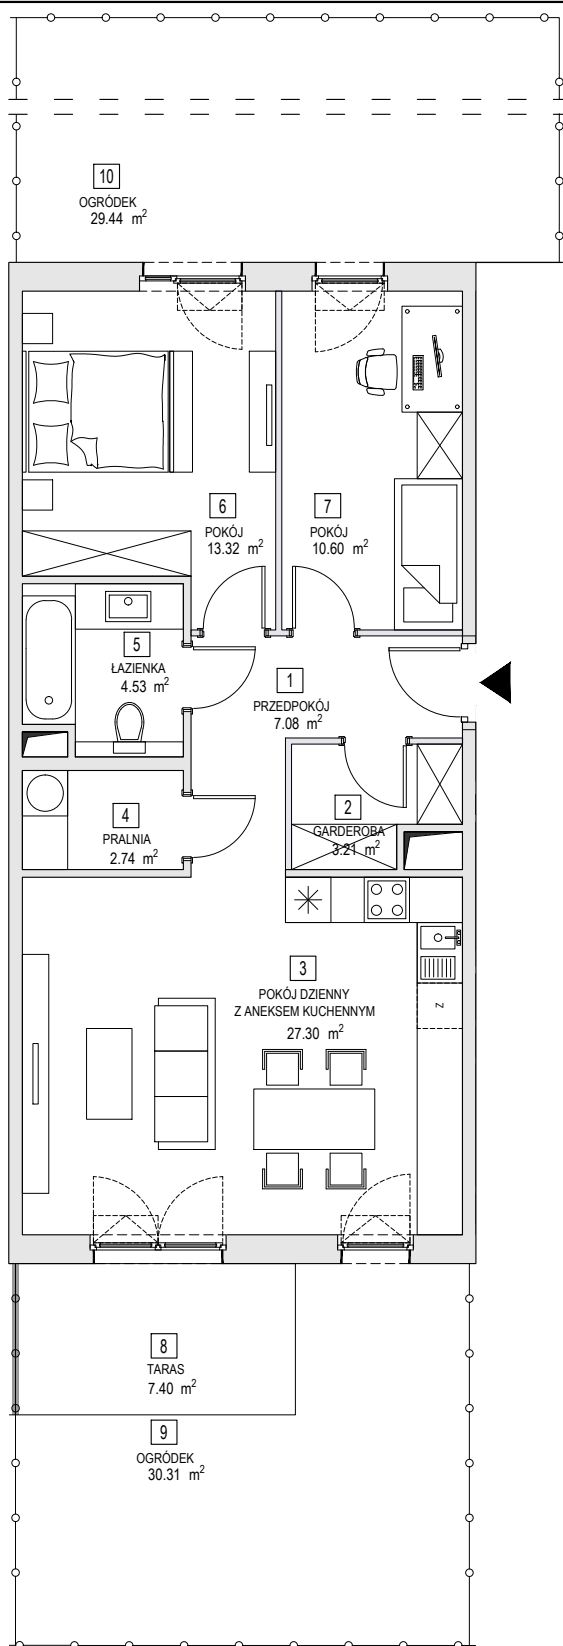 10
OGRÓDEK
29.44 m²
6
POKÓJ
13.32 m²
7
POKÓJ
10.60 m²
5
ŁAZIENKA
4.53 m²
1
PRZEDPOKÓJ
7.08 m²
2
GARDEROBA
3.21 m²
4
PRALNIA
2.74 m²
3
POKÓJ DZIENNY
Z ANEKSEM KUCHENNYM
27.30 m²
Z
8
TARAS
7.40 m²
9
OGRÓDEK
30.31 m²